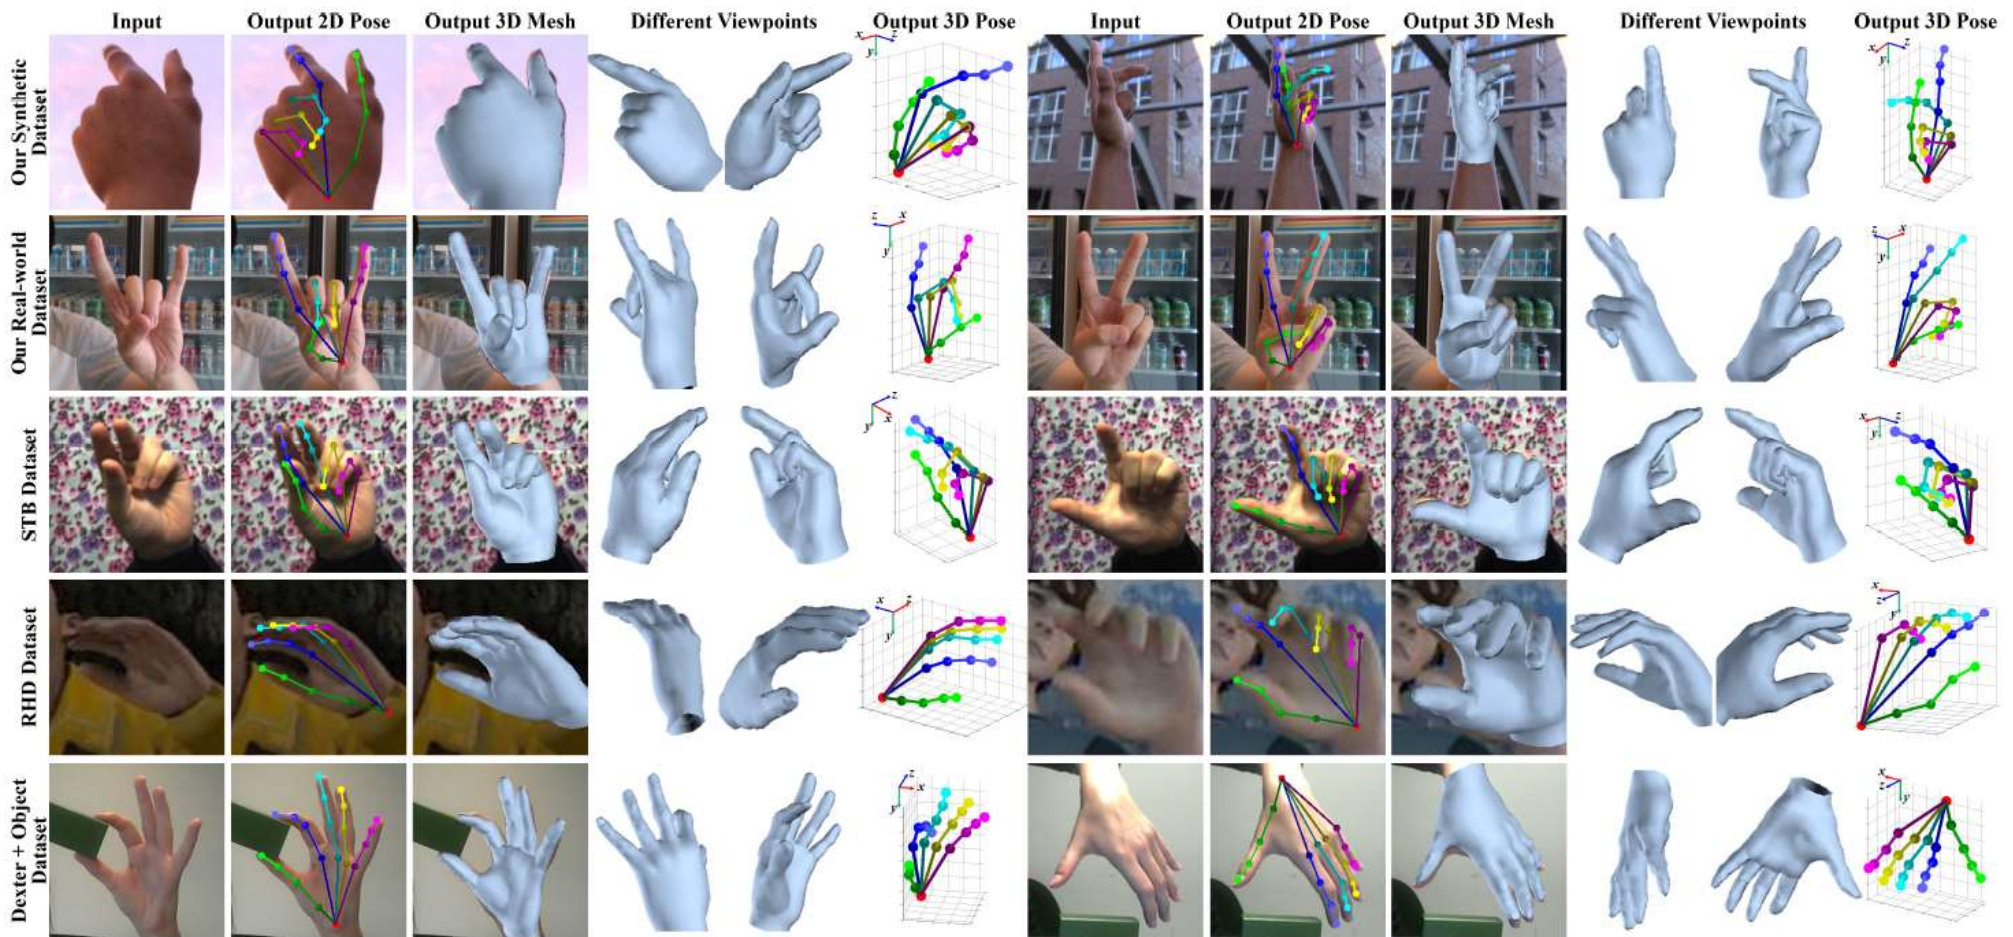 Input Output 2D Pose Output 3D Mesh Different Viewpoints Output 3D Pose Input Output 2D Pose Output 3D Mesh Different Viewpoints Output 3D Pose
Our Synthetic
Dataset
x z
y
x z
y
Our Real-world
Dataset
z x
y
z x
y
STB Dataset
z
x
y
x z
y
RHD Dataset
x z
y
x
z
y
Dexter + Object
Dataset
z
x
y
x
z
y